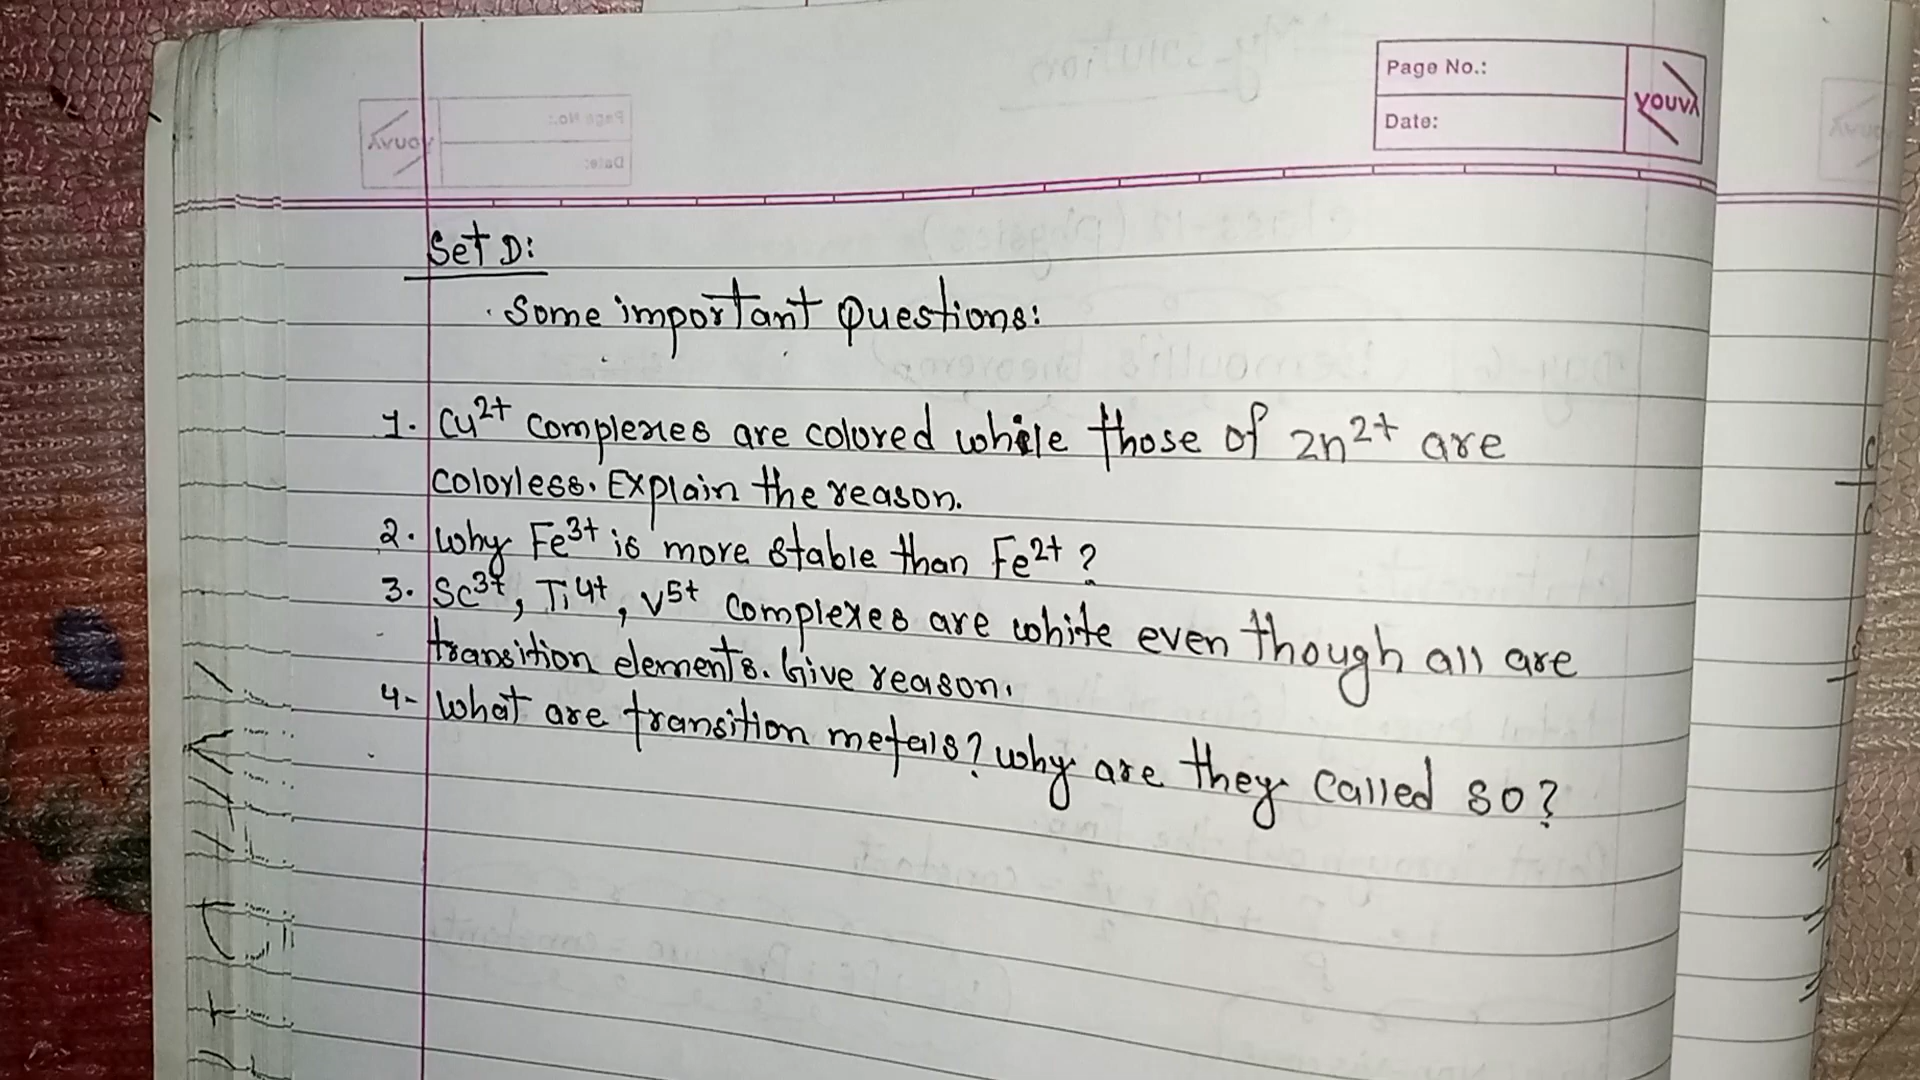 Page No.:
Date:
YOUVA
Set D:
Some important Questions:
1. Cu²⁺ complexes are colored while those of Zn²⁺ are
colorless. Explain the reason.
2. Why Fe³⁺ is more stable than Fe²⁺?
3. Sc³⁺, Ti⁴⁺, V⁵⁺ complexes are white even though all are
transition elements. Give reason.
4. What are transition metals? Why are they called so?